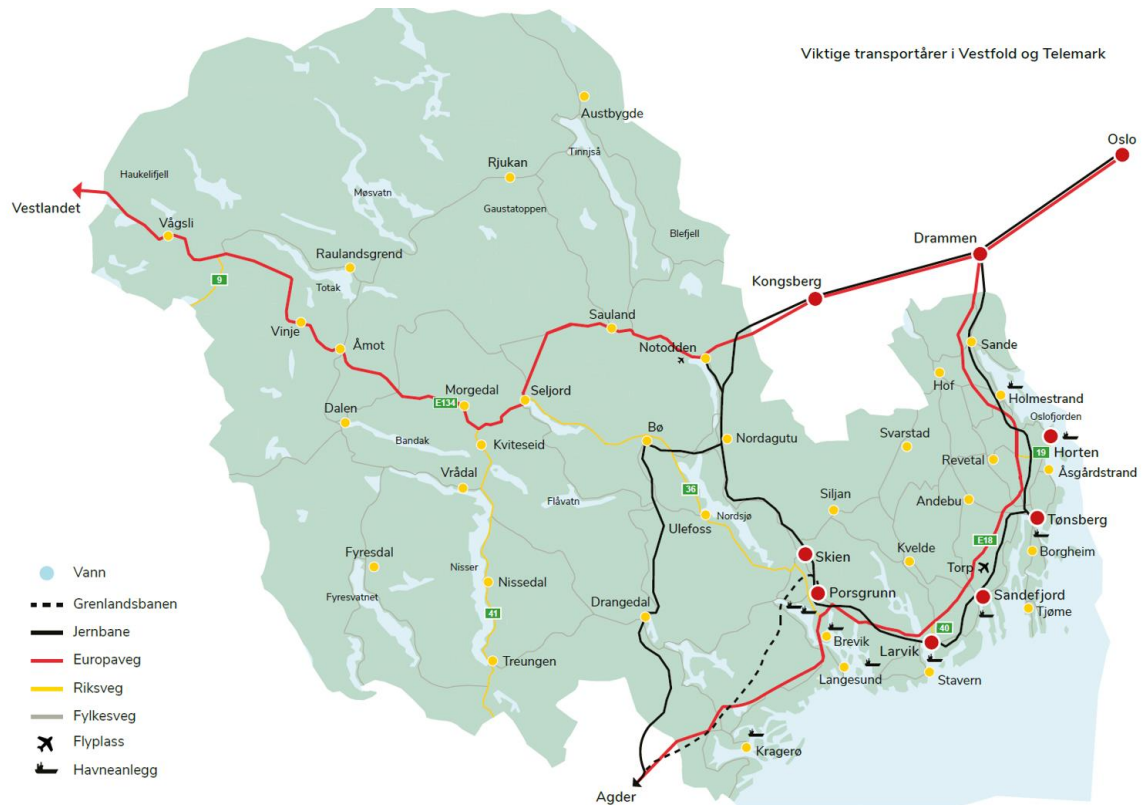 Viktige transportårer i Vestfold og Telemark
Austbygde
Oslo
Tinnjså
Rjukan
Haukelifjell
Møsvatn
Vestlandet
Gaustatoppen
Vågsli
Blefjell
Drammen
Raulandsgrend
9
Kongsberg
Totak
Sauland
Vinje
Notodden
Sande
Åmot
Hof
Morgedal
Seljord
E134
Holmestrand
Dalen
Oslofjorden
Bø
Nordagutu
Svarstad
Bandak
Kviteseid
19
Horten
Revetal
Åsgårdstrand
Vrådal
36
Siljan
Andebu
Flåvatn
Nordsjø
Ulefoss
Tønsberg
E18
Fyresdal
Skien
Kvelde
Borgheim
Nisser
Torp
Vann
Nissedal
Porsgrunn
Sandefjord
Fyresvatnet
Grenlandsbanen
Drangedal
41
Tjøme
40
Jernbane
Brevik
Larvik
Europaveg
Treungen
Langesund
Stavern
Riksveg
Fylkesveg
Flyplass
Kragerø
Havneanlegg
Agder